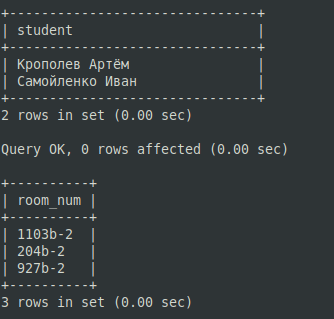 +-------------------------------+
| student                       |
+-------------------------------+
| Крополев Артём                |
| Самойленко Иван               |
+-------------------------------+
2 rows in set (0.00 sec)

Query OK, 0 rows affected (0.00 sec)

+----------+
| room_num |
+----------+
| 1103b-2  |
| 204b-2   |
| 927b-2   |
+----------+
3 rows in set (0.00 sec)